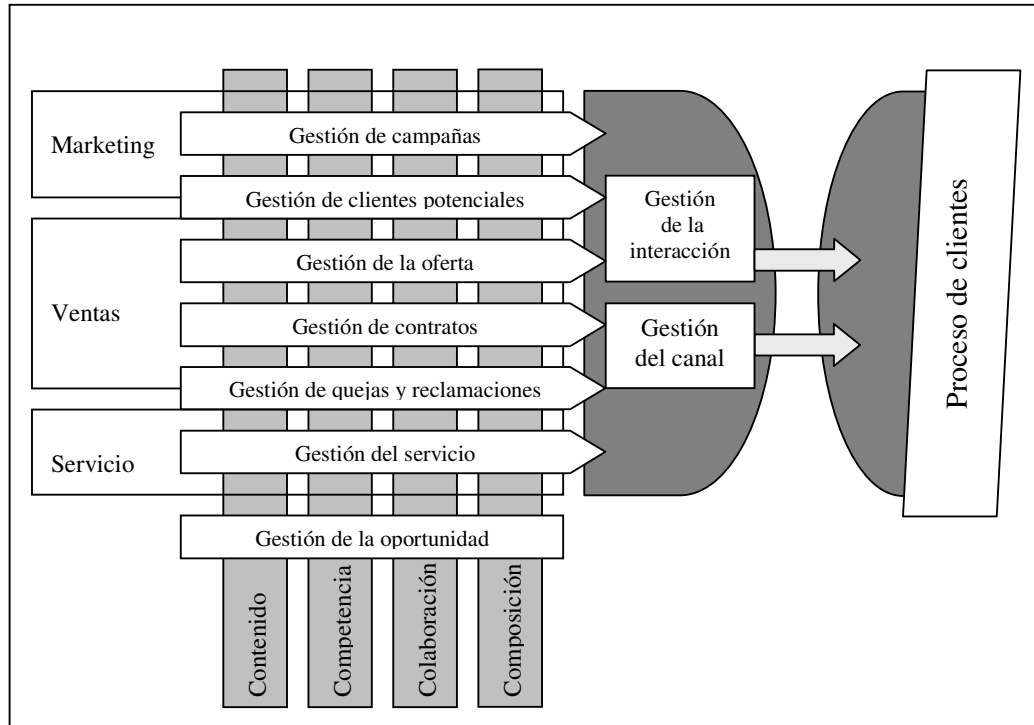 Marketing
Gestión de campañas
Gestión de clientes potenciales
Ventas
Gestión de la oferta
Gestión de contratos
Gestión de quejas y reclamaciones
Servicio
Gestión del servicio
Gestión de la oportunidad
Contenido
Competencia
Colaboración
Composición
Gestión
de la
interacción
Gestión
del canal
Proceso de clientes